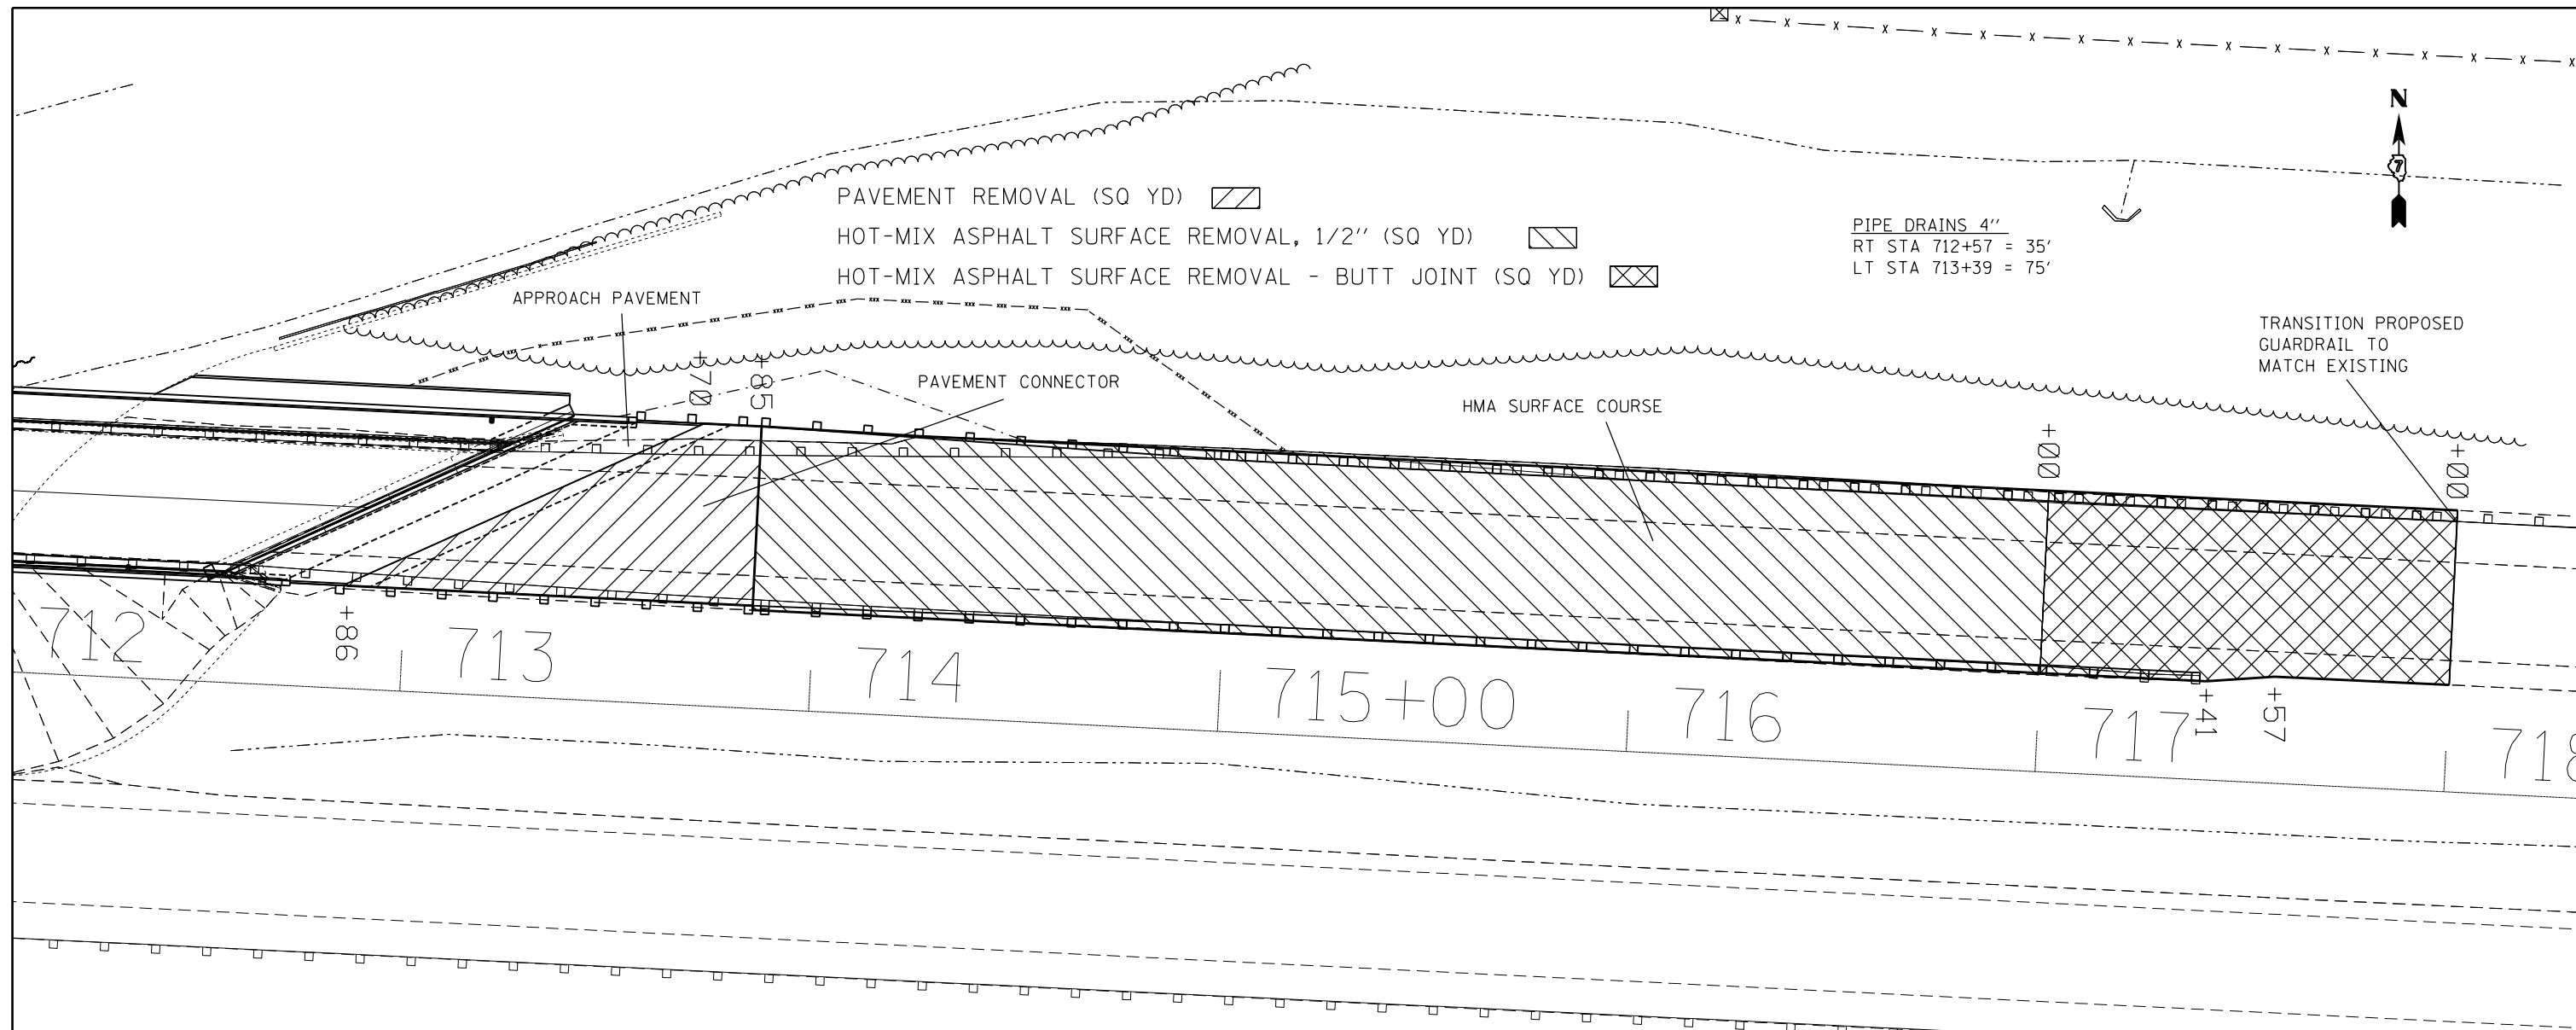 N
7
PAVEMENT REMOVAL (SQ YD)
HOT-MIX ASPHALT SURFACE REMOVAL, 1/2" (SQ YD)
HOT-MIX ASPHALT SURFACE REMOVAL - BUTT JOINT (SQ YD)
PIPE DRAINS 4"
RT STA 712+57 = 35'
LT STA 713+39 = 75'
APPROACH PAVEMENT
TRANSITION PROPOSED
GUARDRAIL TO
MATCH EXISTING
+70
+85
PAVEMENT CONNECTOR
HMA SURFACE COURSE
+00
+00
+86
712
713
714
715+00
716
717
+41
+57
718